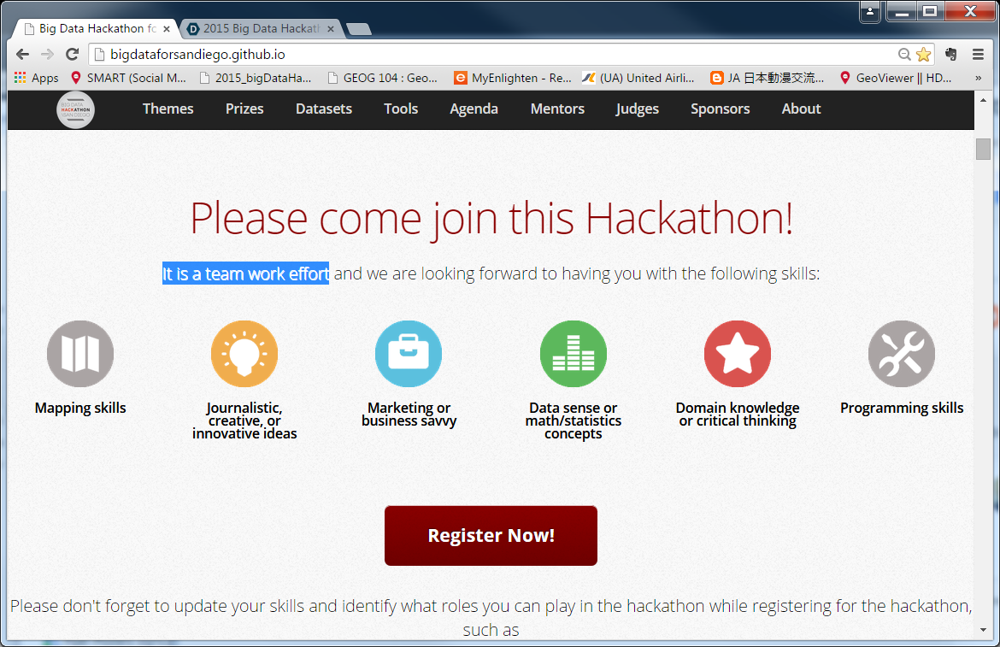 Big Data Hackathon fo
2015 Big Data Hackath
bigdataforsandiego.github.io
Apps
SMART (Social M...
2015_bigDataHa...
GEOG 104 : Geo...
MyEnlighten - Re...
(UA) United Airli...
JA 日本動漫交流...
GeoViewer || HD...
»
BIG DATA
HACKATHON
SAN DIEGO
Themes
Prizes
Datasets
Tools
Agenda
Mentors
Judges
Sponsors
About
Please come join this Hackathon!
It is a team work effort and we are looking forward to having you with the following skills:
Mapping skills
Journalistic,
creative, or
innovative ideas
Marketing or
business savvy
Data sense or
math/statistics
concepts
Domain knowledge
or critical thinking
Programming skills
Register Now!
Please don't forget to update your skills and identify what roles you can play in the hackathon while registering for the hackathon,
such as